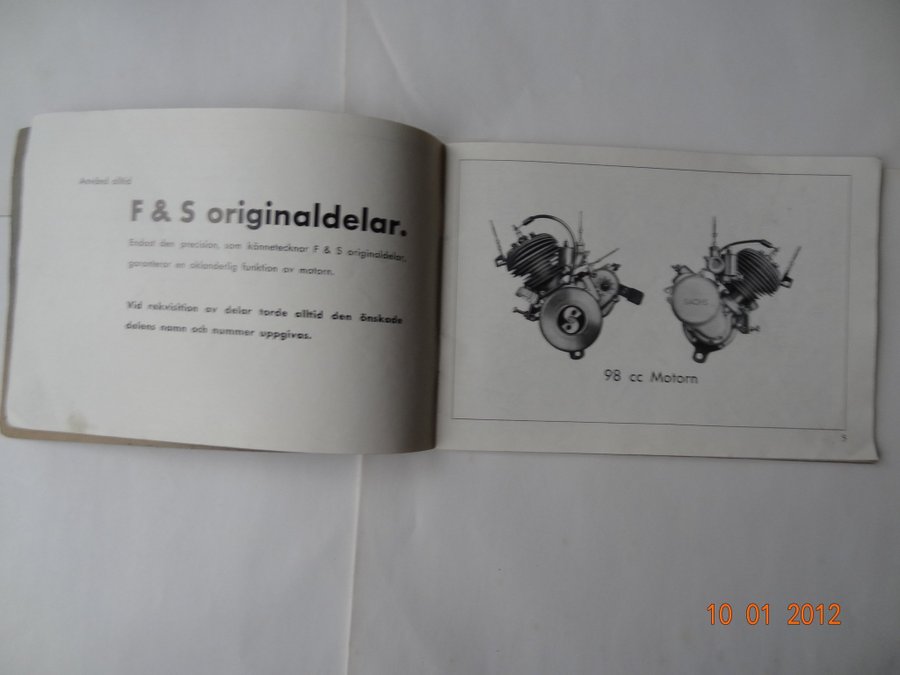 Använd alltid
F & S originaldelar.
Endast den precision, som kännetecknar F & S originaldelar,
garanterar en oklanderlig funktion av motorn.
Vid rekvisition av delar torde alltid den önskade
delens namn och nummer uppgivas.
SACHS
98 cc Motorn
5
10 01 2012